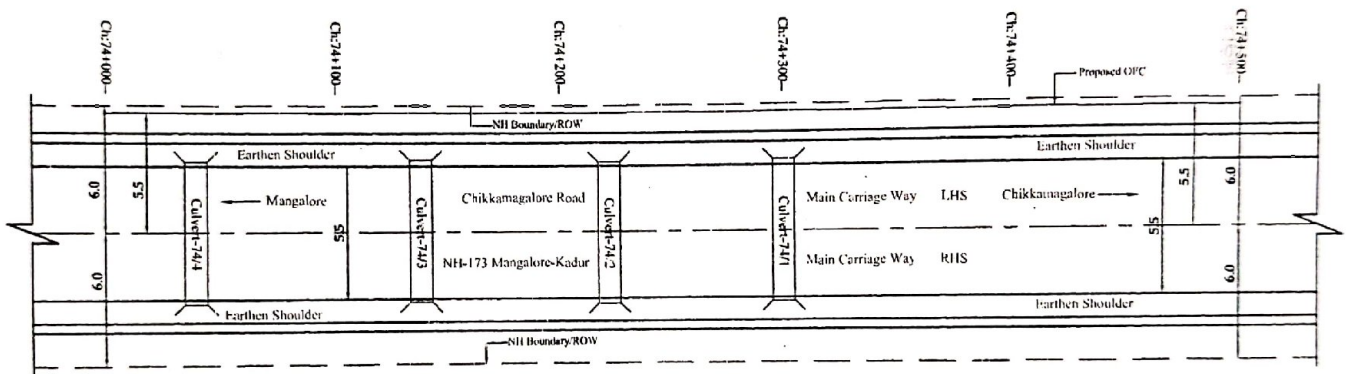 Ch:74+000
Ch:74+100
Ch:74+200
Ch:74+300
Ch:74+400
Ch:74+500
Proposed OFC
NH Boundary/ROW
Earthen Shoulder
Earthen Shoulder
6.0
5.5
Mangalore
Chikkamagalore Road
Main Carriage Way LHS
Chikkamagalore
5.5
6.0
Culvert-74/4
5.5
Culvert-74/3
Culvert-74/2
Culvert-74/1
5.5
6.0
NH-173 Mangalore-Kadur
Main Carriage Way RHS
6.0
Earthen Shoulder
Earthen Shoulder
NH Boundary/ROW